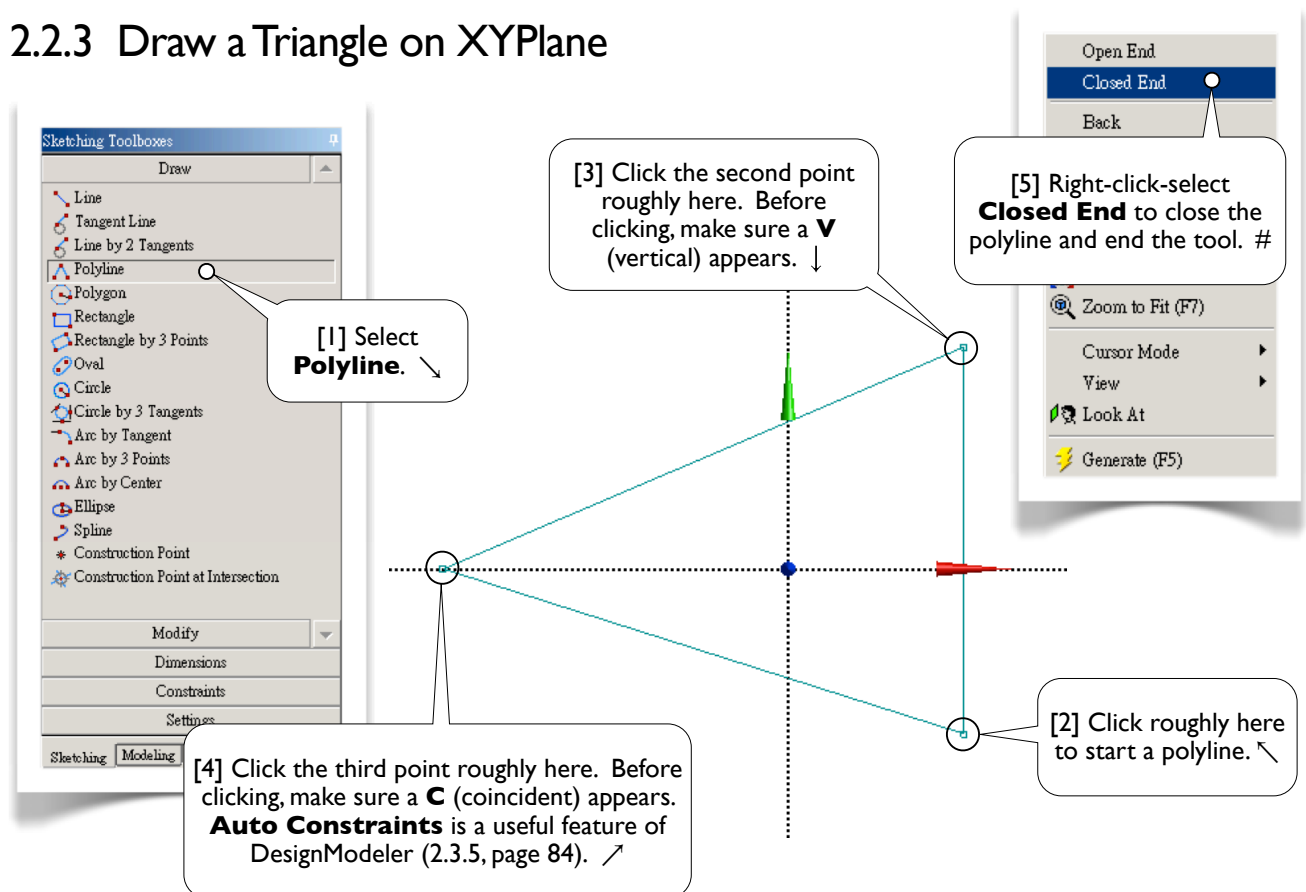 2.2.3 Draw a Triangle on XYPlane
Sketching Toolboxes
Draw
Line
Tangent Line
Line by 2 Tangents
Polyline
Polygon
Rectangle
Rectangle by 3 Points
Oval
Circle
Circle by 3 Tangents
Arc by Tangent
Arc by 3 Points
Arc by Center
Ellipse
Spline
Construction Point
Construction Point at Intersection
Modify
Dimensions
Constraints
Settings
Sketching Modeling
[1] Select
Polyline. ↘
[3] Click the second point
roughly here. Before
clicking, make sure a V
(vertical) appears. ↓
Open End
Closed End
Back
[5] Right-click-select
Closed End to close the
polyline and end the tool. #
Zoom to Fit (F7)
Cursor Mode
View
Look At
Generate (F5)
[2] Click roughly here
to start a polyline. ↖
[4] Click the third point roughly here. Before
clicking, make sure a C (coincident) appears.
Auto Constraints is a useful feature of
DesignModeler (2.3.5, page 84). ↗